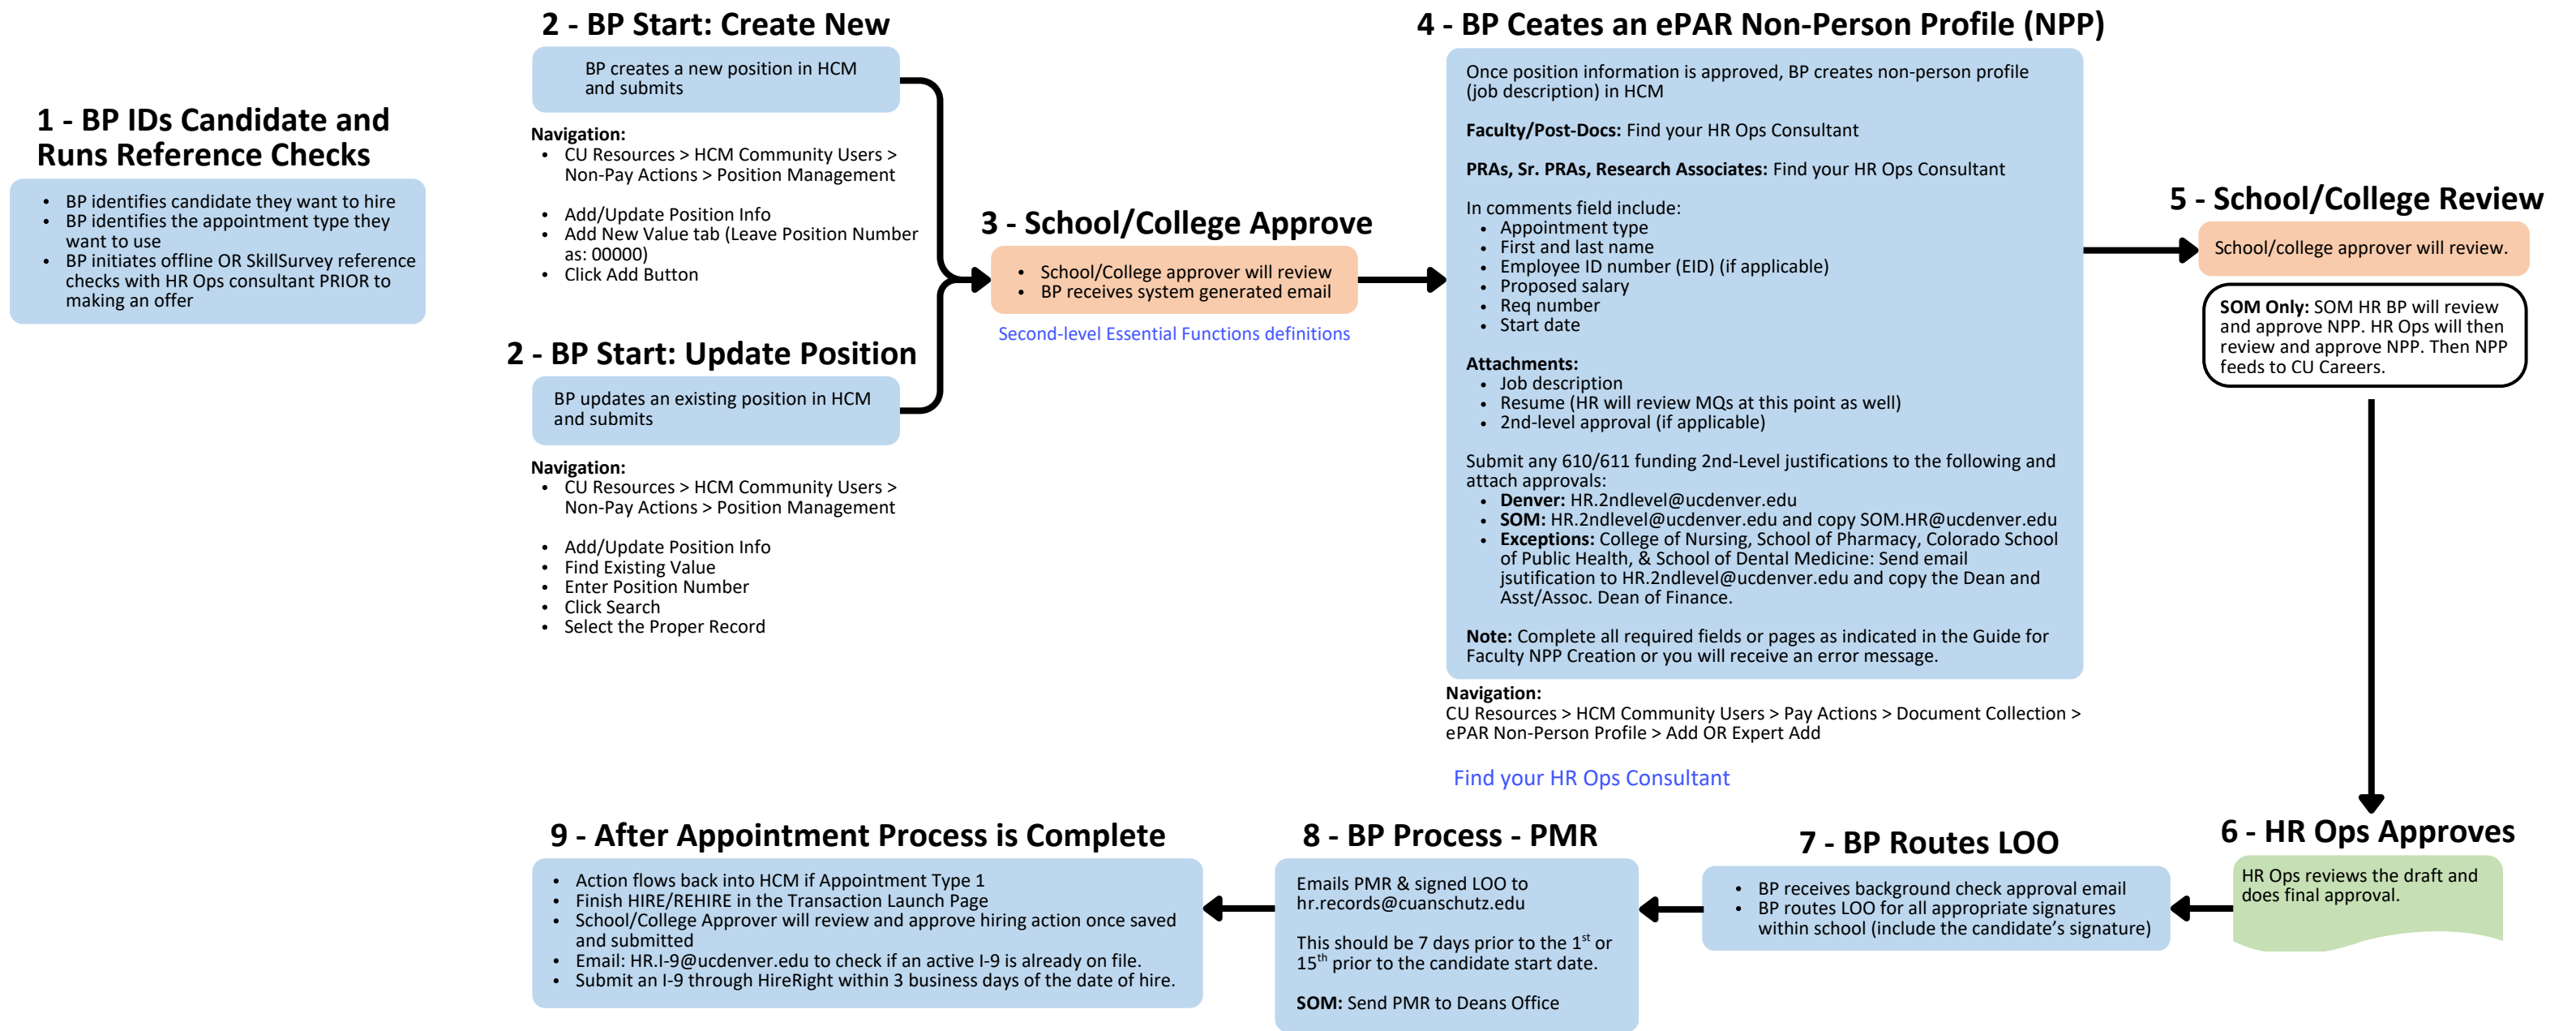 1 - BP IDs Candidate and
Runs Reference Checks
• BP identifies candidate they want to hire
• BP identifies the appointment type they
want to use
• BP initiates offline OR SkillSurvey reference
checks with HR Ops consultant PRIOR to
making an offer
2 - BP Start: Create New
BP creates a new position in HCM
and submits
Navigation:
• CU Resources > HCM Community Users >
Non-Pay Actions > Position Management
• Add/Update Position Info
• Add New Value tab (Leave Position Number
as: 00000)
• Click Add Button
2 - BP Start: Update Position
BP updates an existing position in HCM
and submits
Navigation:
• CU Resources > HCM Community Users >
Non-Pay Actions > Position Management
• Add/Update Position Info
• Find Existing Value
• Enter Position Number
• Click Search
• Select the Proper Record
3 - School/College Approve
• School/College approver will review
• BP receives system generated email
Second-level Essential Functions definitions
4 - BP Ceates an ePAR Non-Person Profile (NPP)
Once position information is approved, BP creates non-person profile
(job description) in HCM
Faculty/Post-Docs: Find your HR Ops Consultant
PRAs, Sr. PRAs, Research Associates: Find your HR Ops Consultant
In comments field include:
• Appointment type
• First and last name
• Employee ID number (EID) (if applicable)
• Proposed salary
• Req number
• Start date
Attachments:
• Job description
• Resume (HR will review MQs at this point as well)
• 2nd-level approval (if applicable)
Submit any 610/611 funding 2nd-Level justifications to the following and
attach approvals:
• Denver: HR.2ndlevel@ucdenver.edu
• SOM: HR.2ndlevel@ucdenver.edu and copy SOM.HR@ucdenver.edu
• Exceptions: College of Nursing, School of Pharmacy, Colorado School
of Public Health, & School of Dental Medicine: Send email
jsutification to HR.2ndlevel@ucdenver.edu and copy the Dean and
Asst/Assoc. Dean of Finance.
Note: Complete all required fields or pages as indicated in the Guide for
Faculty NPP Creation or you will receive an error message.
Navigation:
CU Resources > HCM Community Users > Pay Actions > Document Collection >
ePAR Non-Person Profile > Add OR Expert Add
Find your HR Ops Consultant
5 - School/College Review
School/college approver will review.
SOM Only: SOM HR BP will review
and approve NPP. HR Ops will then
review and approve NPP. Then NPP
feeds to CU Careers.
6 - HR Ops Approves
HR Ops reviews the draft and
does final approval.
7 - BP Routes LOO
• BP receives background check approval email
• BP routes LOO for all appropriate signatures
within school (include the candidate's signature)
8 - BP Process - PMR
Emails PMR & signed LOO to
hr.records@cuanschutz.edu
This should be 7 days prior to the 1st or
15th prior to the candidate start date.
SOM: Send PMR to Deans Office
9 - After Appointment Process is Complete
• Action flows back into HCM if Appointment Type 1
• Finish HIRE/REHIRE in the Transaction Launch Page
• School/College Approver will review and approve hiring action once saved
and submitted
• Email: HR.I-9@ucdenver.edu to check if an active I-9 is already on file.
• Submit an I-9 through HireRight within 3 business days of the date of hire.